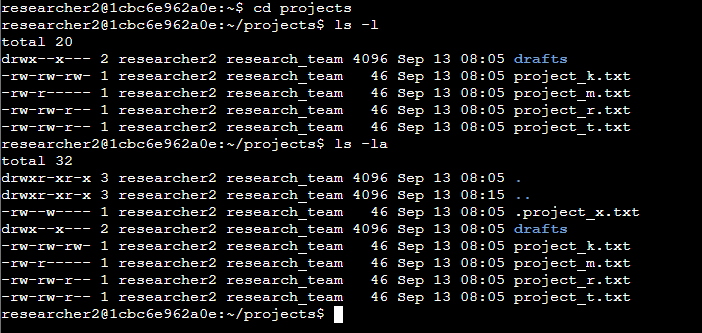 researcher2@1cbc6e962a0e:~$ cd projects
researcher2@1cbc6e962a0e:~/projects$ ls -l
total 20
drwx--x--- 2 researcher2 research_team 4096 Sep 13 08:05 drafts
-rw-rw-rw- 1 researcher2 research_team   46 Sep 13 08:05 project_k.txt
-rw-r----- 1 researcher2 research_team   46 Sep 13 08:05 project_m.txt
-rw-rw-r-- 1 researcher2 research_team   46 Sep 13 08:05 project_r.txt
-rw-rw-r-- 1 researcher2 research_team   46 Sep 13 08:05 project_t.txt
researcher2@1cbc6e962a0e:~/projects$ ls -la
total 32
drwxr-xr-x 3 researcher2 research_team 4096 Sep 13 08:05 .
drwxr-xr-x 3 researcher2 research_team 4096 Sep 13 08:15 ..
-rw--w---- 1 researcher2 research_team   46 Sep 13 08:05 .project_x.txt
drwx--x--- 2 researcher2 research_team 4096 Sep 13 08:05 drafts
-rw-rw-rw- 1 researcher2 research_team   46 Sep 13 08:05 project_k.txt
-rw-r----- 1 researcher2 research_team   46 Sep 13 08:05 project_m.txt
-rw-rw-r-- 1 researcher2 research_team   46 Sep 13 08:05 project_r.txt
-rw-rw-r-- 1 researcher2 research_team   46 Sep 13 08:05 project_t.txt
researcher2@1cbc6e962a0e:~/projects$